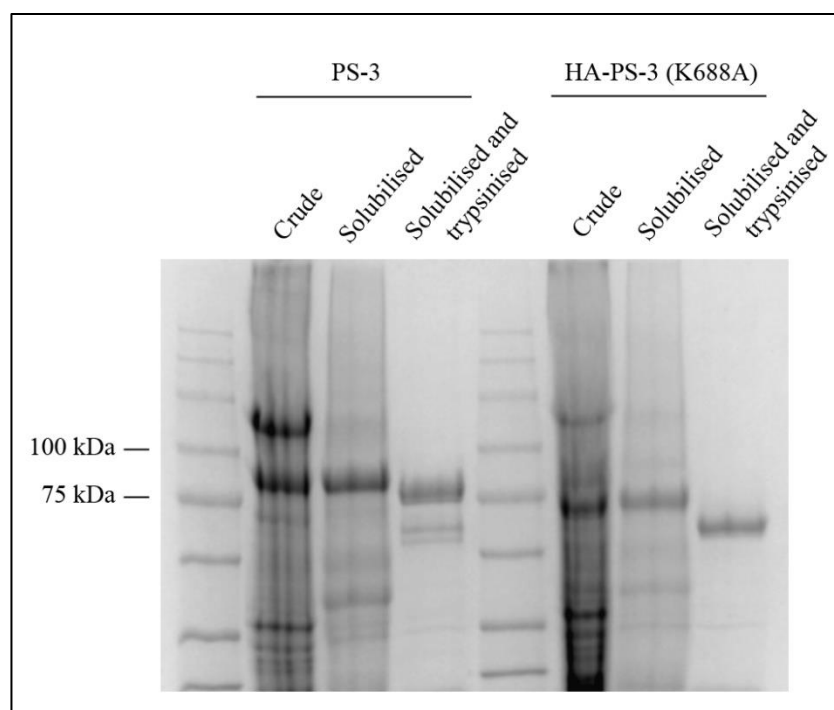 PS-3
HA-PS-3 (K688A)
Crude
Solubilised
Solubilised and
trypsinised
Crude
Solubilised
Solubilised and
trypsinised
100 kDa —
75 kDa —